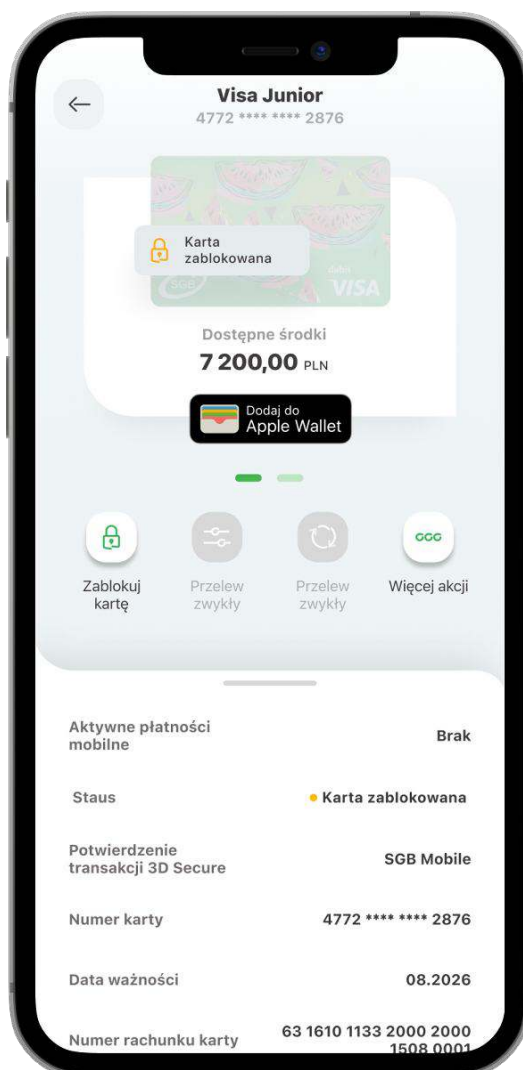 Visa Junior
4772 **** **** 2876
Karta
zablokowana
SGB
VISA
Dostępne środki
7 200,00 PLN
Dodaj do
Apple Wallet
Zablokuj
kartę
Przelew
zwykły
Przelew
zwykły
Więcej akcji
Aktywne płatności
mobilne
Brak
Staus
Karta zablokowana
Potwierdzenie
transakcji 3D Secure
SGB Mobile
Numer karty
4772 **** **** 2876
Data ważności
08.2026
Numer rachunku karty
63 1610 1133 2000 2000
1508 0001